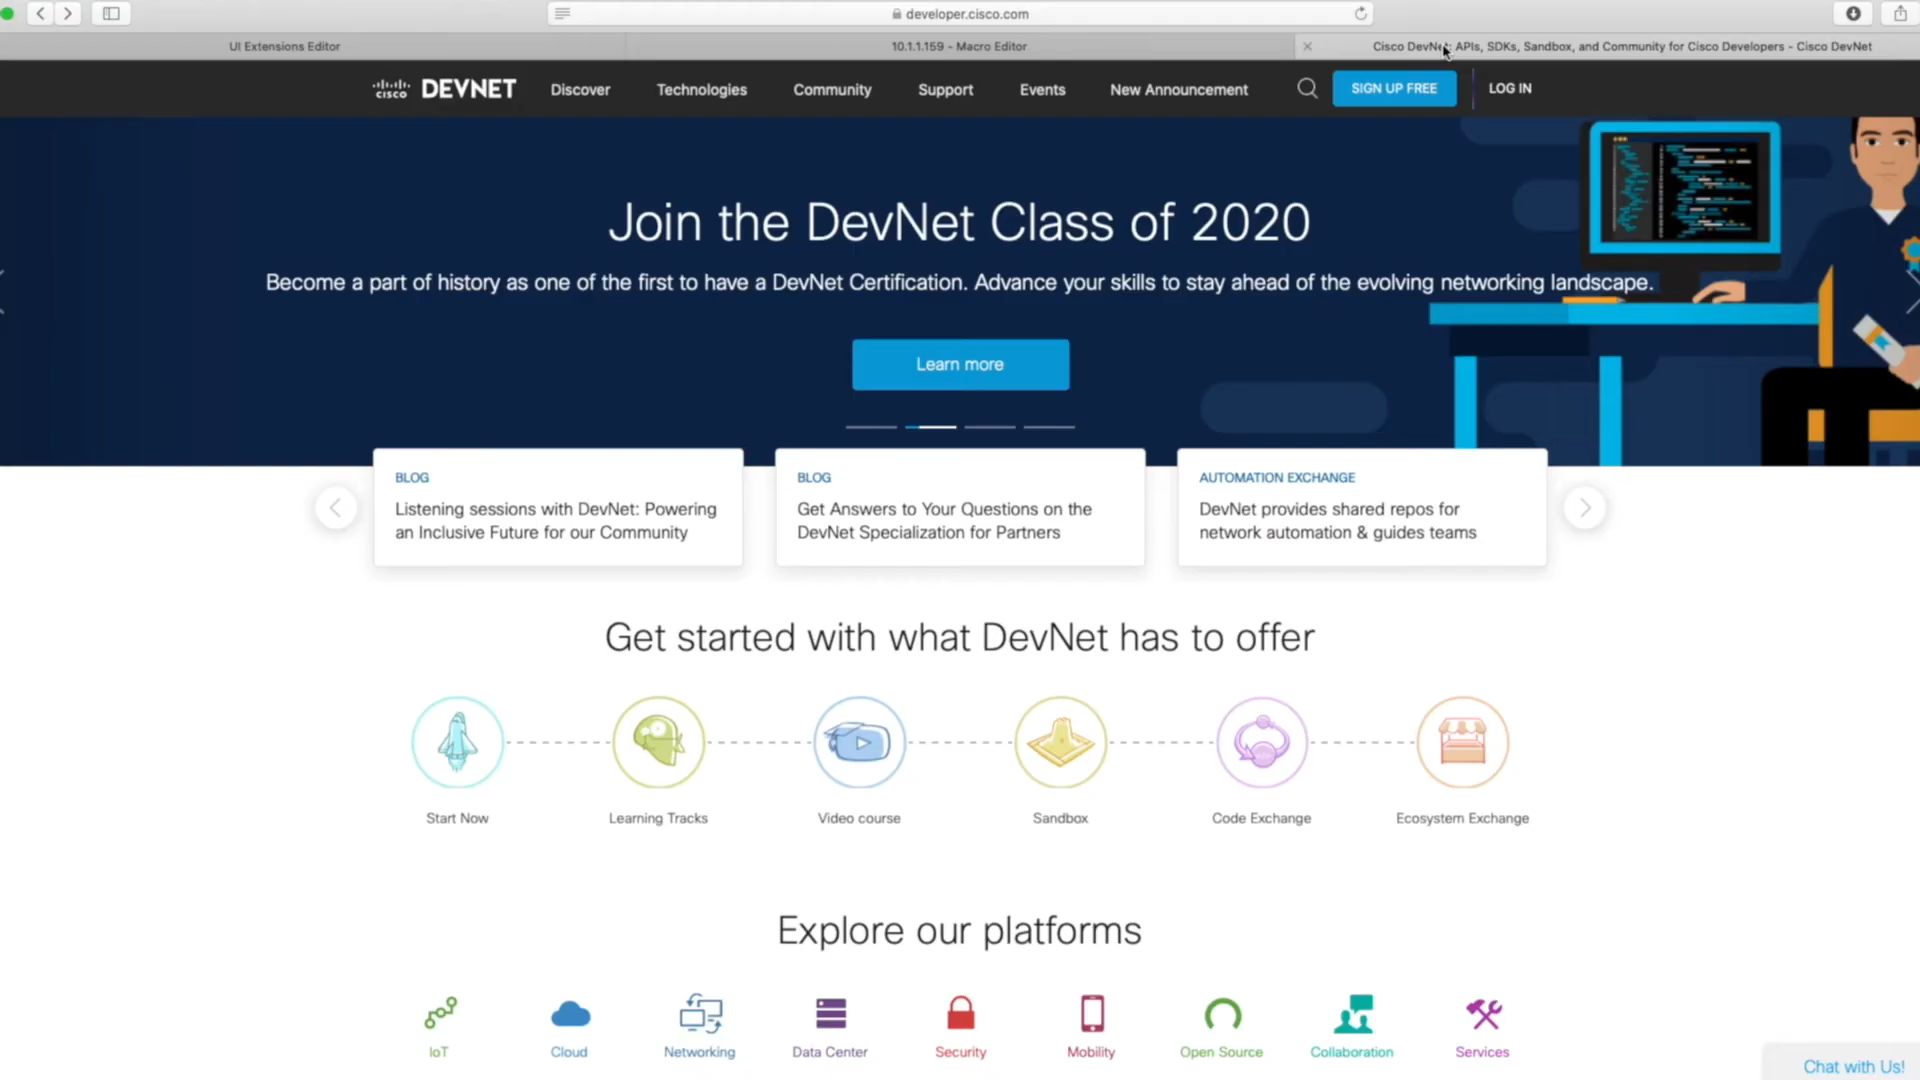 developer.cisco.com
UI Extensions Editor
10.1.1.159 - Macro Editor
Cisco DevNet: APIs, SDKs, Sandbox, and Community for Cisco Developers - Cisco DevNet
CISCO DEVNET
Discover
Technologies
Community
Support
Events
New Announcement
SIGN UP FREE
LOG IN
Join the DevNet Class of 2020
Become a part of history as one of the first to have a DevNet Certification. Advance your skills to stay ahead of the evolving networking landscape.
Learn more
BLOG
Listening sessions with DevNet: Powering
an Inclusive Future for our Community
BLOG
Get Answers to Your Questions on the
DevNet Specialization for Partners
AUTOMATION EXCHANGE
DevNet provides shared repos for
network automation & guides teams
Get started with what DevNet has to offer
Start Now
Learning Tracks
Video course
Sandbox
Code Exchange
Ecosystem Exchange
Explore our platforms
IoT
Cloud
Networking
Data Center
Security
Mobility
Open Source
Collaboration
Services
Chat with Us!